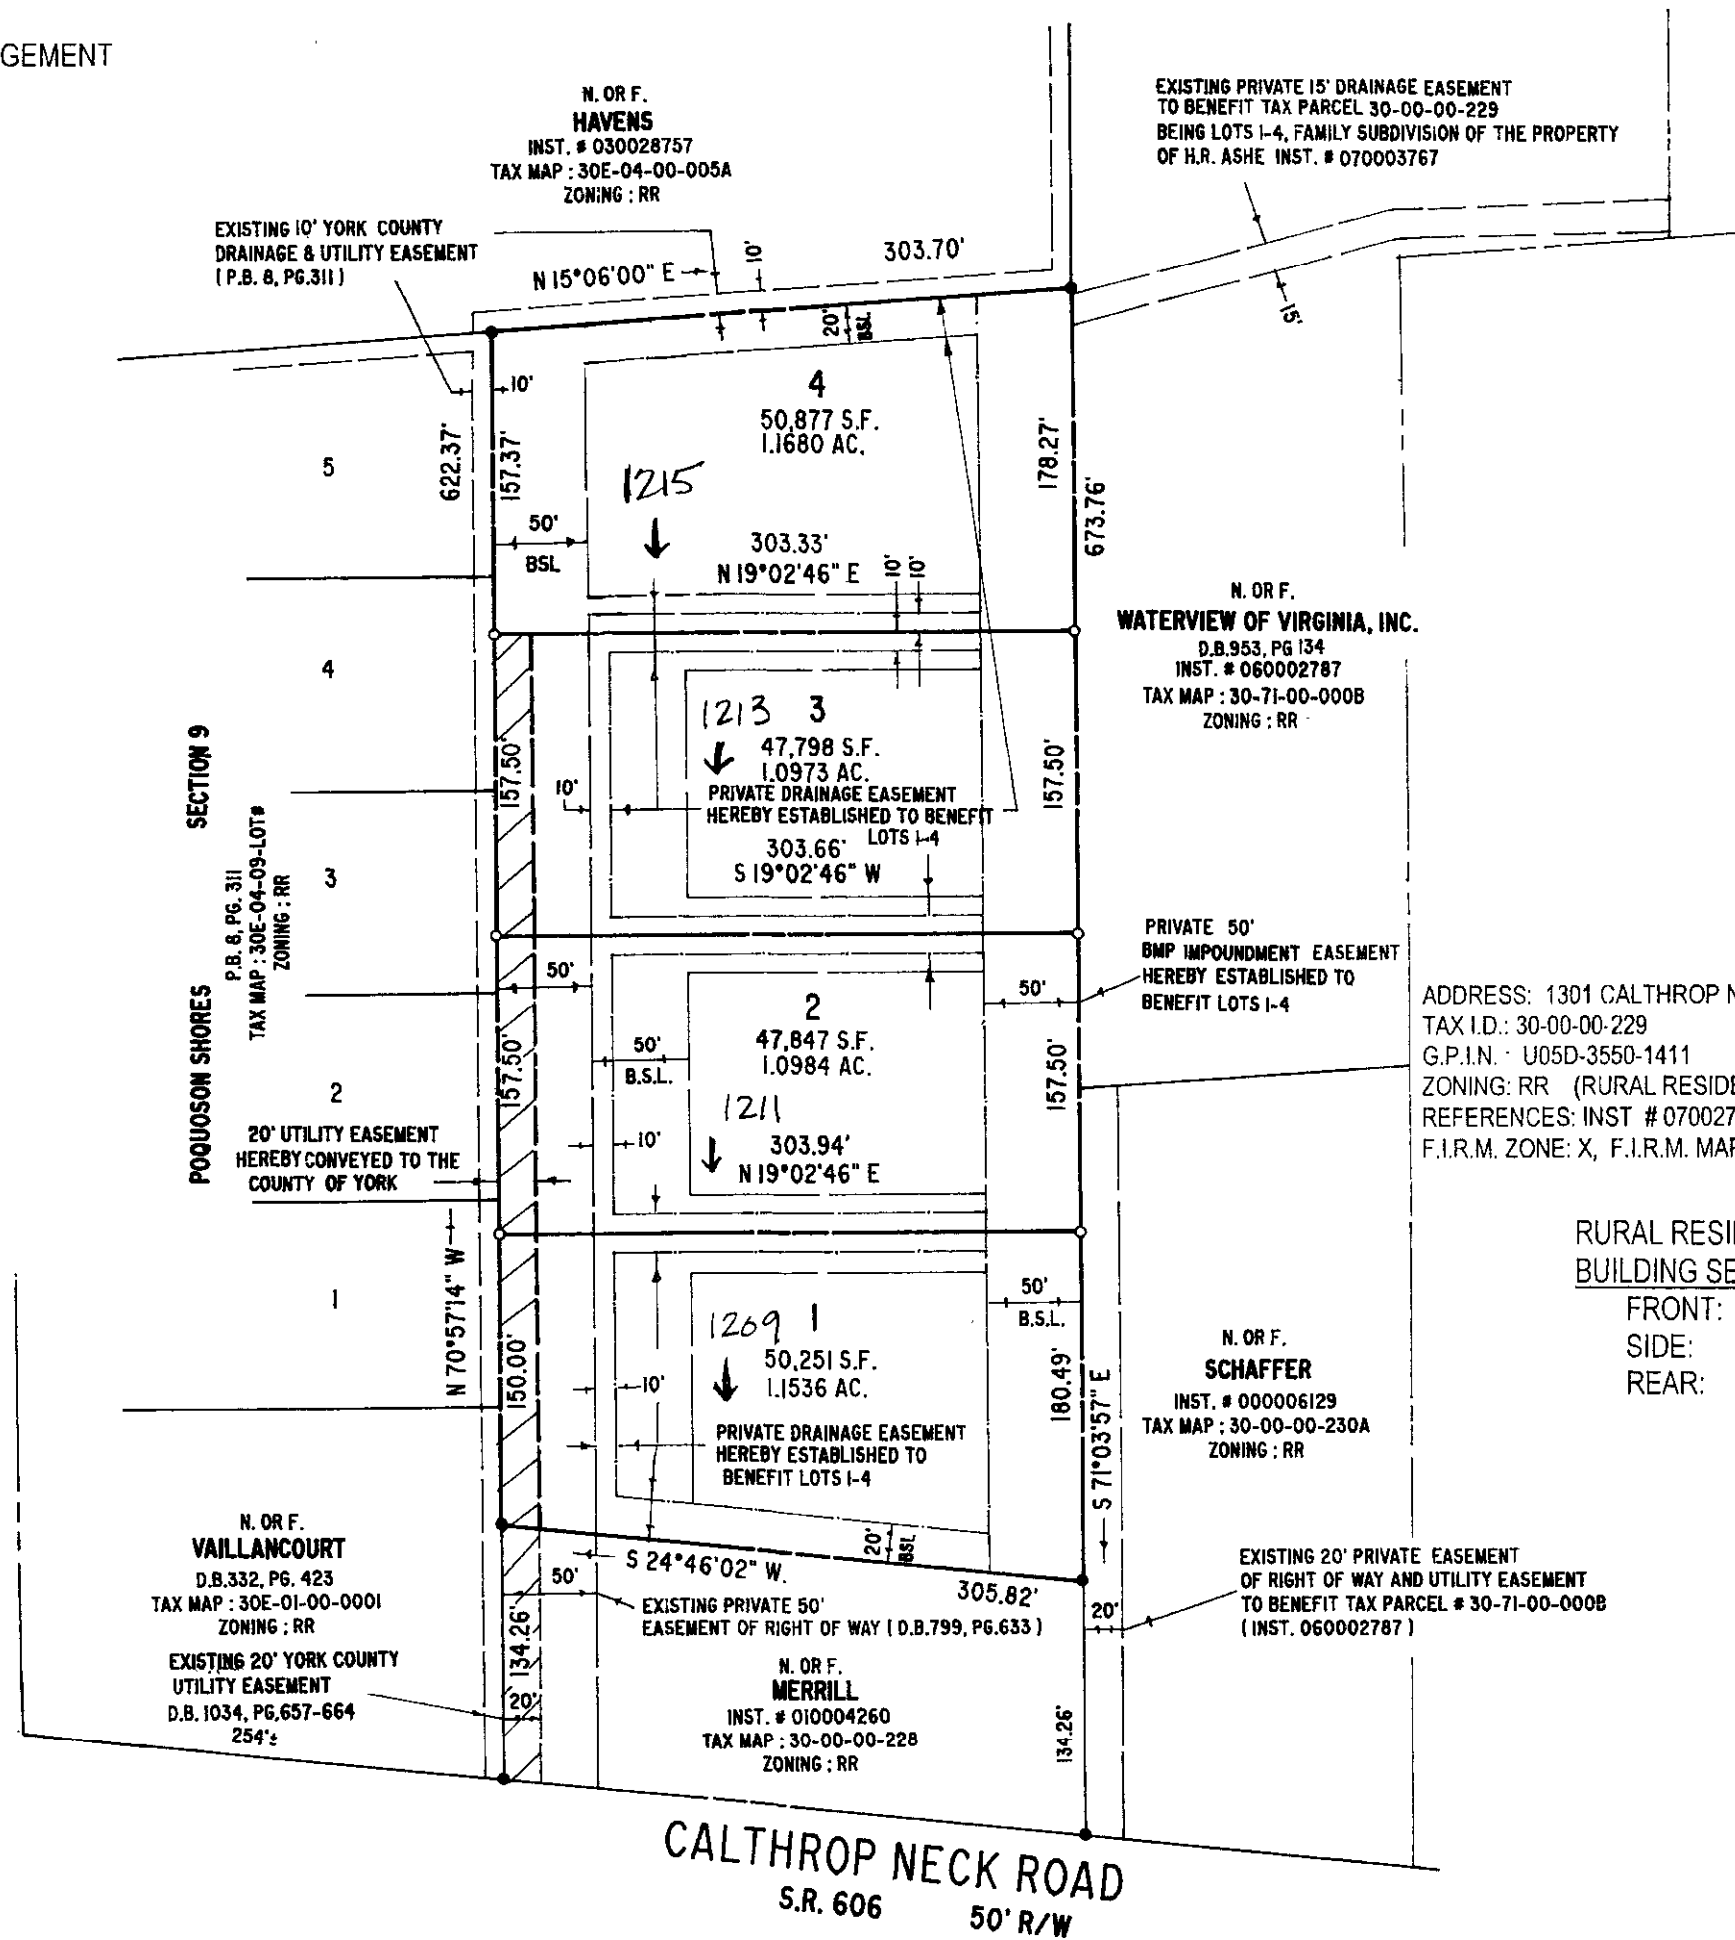 GEMENT
N. OR F.
HAVENS
INST. # 030028757
TAX MAP : 30E-04-00-005A
ZONING : RR
EXISTING PRIVATE 15' DRAINAGE EASEMENT
TO BENEFIT TAX PARCEL 30-00-00-229
BEING LOTS 1-4, FAMILY SUBDIVISION OF THE PROPERTY
OF H.R. ASHE INST. # 070003767
EXISTING 10' YORK COUNTY
DRAINAGE & UTILITY EASEMENT
( P.B. 8, PG.311 )
N 15°06'00" E
10'
303.70'
15'
20'
BSL
10'
4
50,877 S.F.
1.1680 AC.
622.37'
157.37'
178.27'
673.76'
5
1215
50'
BSL
303.33'
N 19°02'46" E
10'
10'
N. OR F.
WATERVIEW OF VIRGINIA, INC.
D.B.953, PG 134
INST. # 060002787
TAX MAP : 30-71-00-000B
ZONING : RR
4
1213
3
47,798 S.F.
1.0973 AC.
PRIVATE DRAINAGE EASEMENT
HEREBY ESTABLISHED TO BENEFIT
LOTS 1-4
303.66'
S 19°02'46" W
157.50'
10'
157.50'
POQUOSON SHORES SECTION 9
P.B. 8, PG. 311
TAX MAP : 30E-04-09-LOT#
ZONING : RR
3
PRIVATE 50'
BMP IMPOUNDMENT EASEMENT
HEREBY ESTABLISHED TO
BENEFIT LOTS 1-4
50'
50'
2
47,847 S.F.
1.0984 AC.
50'
B.S.L.
1211
10'
303.94'
N 19°02'46" E
157.50'
157.50'
2
20' UTILITY EASEMENT
HEREBY CONVEYED TO THE
COUNTY OF YORK
ADDRESS: 1301 CALTHROP N
TAX I.D.: 30-00-00-229
G.P.I.N. U05D-3550-1411
ZONING: RR (RURAL RESIDE
REFERENCES: INST # 070027
F.I.R.M. ZONE: X, F.I.R.M. MAP
RURAL RESI
BUILDING SE
FRONT:
SIDE:
REAR:
1
N 70°57'14" W
150.00'
1209
1
50,251 S.F.
1.1536 AC.
10'
50'
B.S.L.
180.49'
S 71°03'57" E
PRIVATE DRAINAGE EASEMENT
HEREBY ESTABLISHED TO
BENEFIT LOTS 1-4
N. OR F.
SCHAFFER
INST. # 000006129
TAX MAP : 30-00-00-230A
ZONING : RR
N. OR F.
VAILLANCOURT
D.B.332, PG. 423
TAX MAP : 30E-01-00-0001
ZONING : RR
20'
BSL
S 24°46'02" W.
305.82'
50'
EXISTING PRIVATE 50'
EASEMENT OF RIGHT OF WAY ( D.B.799, PG.633 )
20'
EXISTING 20' PRIVATE EASEMENT
OF RIGHT OF WAY AND UTILITY EASEMENT
TO BENEFIT TAX PARCEL # 30-71-00-000B
( INST. 060002787 )
EXISTING 20' YORK COUNTY
UTILITY EASEMENT
D.B. 1034, PG.657-664
254'±
134.26'
20'
N. OR F.
MERRILL
INST. # 010004260
TAX MAP : 30-00-00-228
ZONING : RR
134.26'
CALTHROP NECK ROAD
S.R. 606 50' R/W